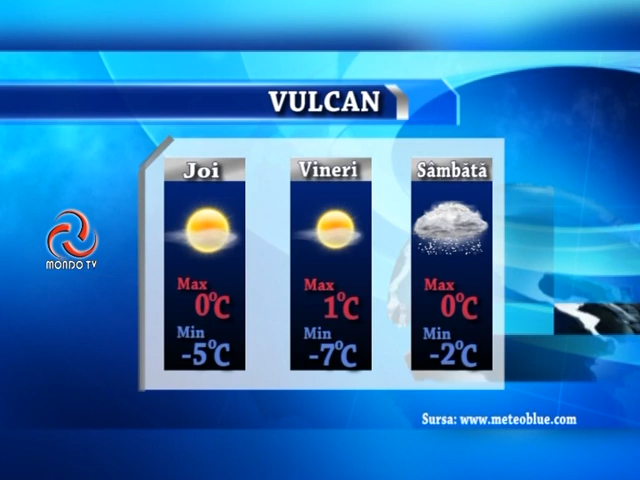 VULCAN
Joi
Max
0°C
Min
-5°C
Vineri
Max
1°C
Min
-7°C
Sâmbătă
Max
0°C
Min
-2°C
MONDO TV
Sursa: www.meteoblue.com